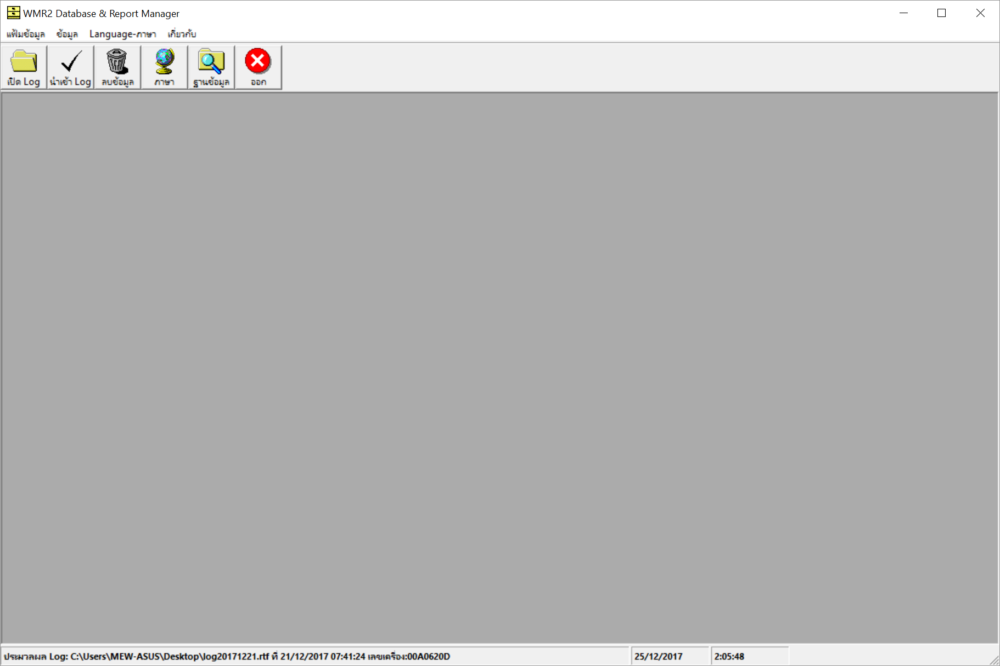 WMR2 Database & Report Manager
แฟ้มข้อมูล ข้อมูล Language-ภาษา เกี่ยวกับ
เปิด Log นำเข้า Log ลบข้อมูล ภาษา ฐานข้อมูล ออก
ประมวลผล Log: C:\Users\MEW-ASUS\Desktop\log20171221.rtf ที่ 21/12/2017 07:41:24 เลขเครื่อง:00A0620D 25/12/2017 2:05:48